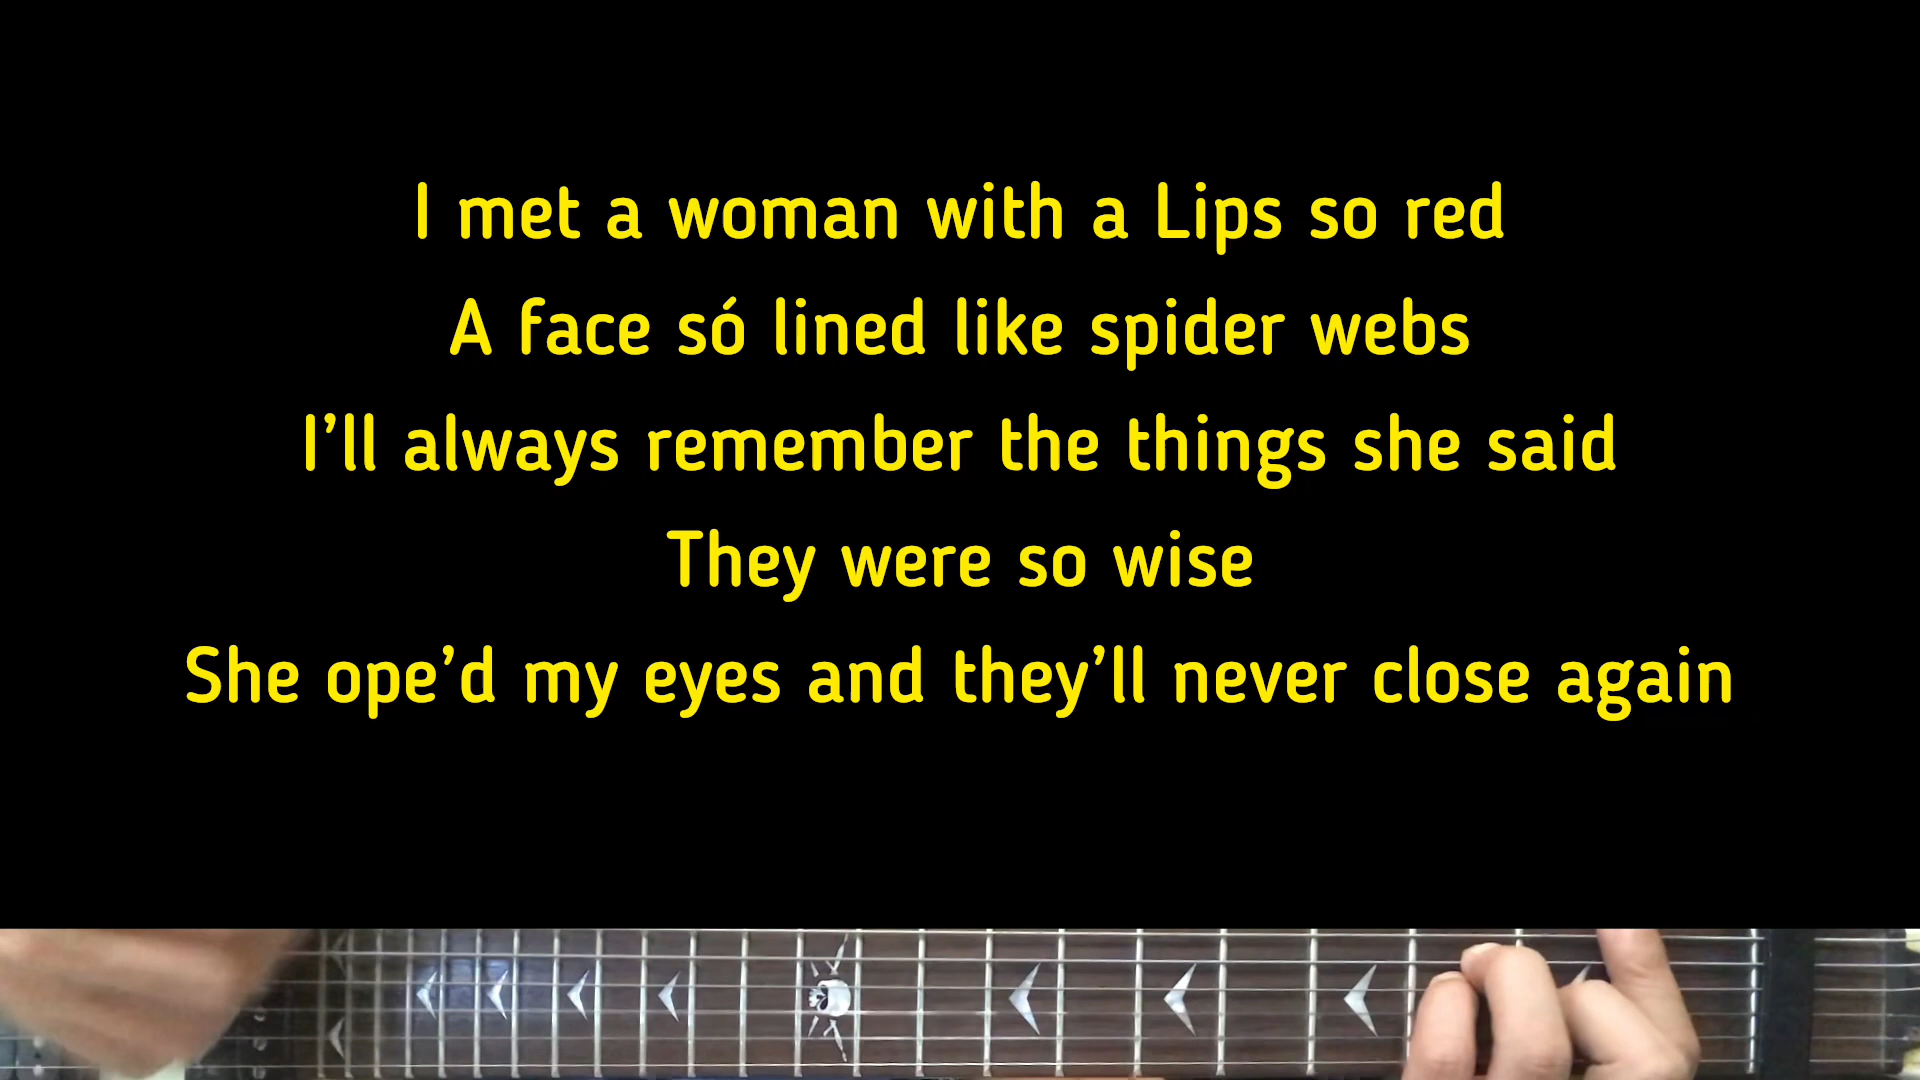 I met a woman with a Lips so red
A face só lined like spider webs
I’ll always remember the things she said
They were so wise
She ope’d my eyes and they’ll never close again